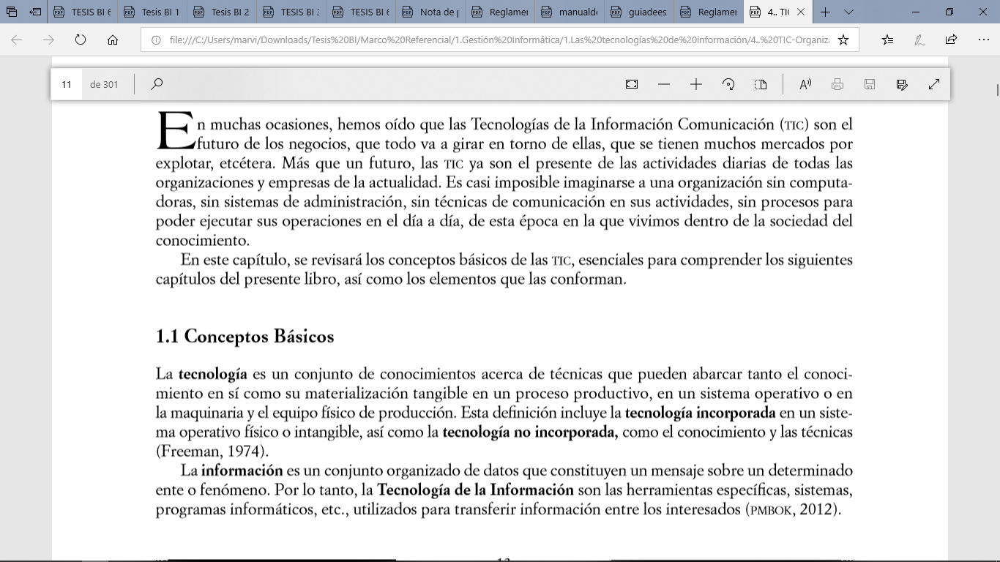 TESIS BI 6
Tesis BI 1
Tesis BI 2
TESIS BI 3
TESIS BI 6
Nota de
Reglamen
manuald
guiadees
Reglamen
4.. TIC
file:///C:/Users/marvi/Downloads/Tesis%20BI/Marco%20Referencial/1.Gestión%20Informática/1.Las%20tecnologías%20de%20información/4..%20TIC-Organiza
11 de 301
En muchas ocasiones, hemos oído que las Tecnologías de la Información Comunicación (TIC) son el
futuro de los negocios, que todo va a girar en torno de ellas, que se tienen muchos mercados por
explotar, etcétera. Más que un futuro, las TIC ya son el presente de las actividades diarias de todas las
organizaciones y empresas de la actualidad. Es casi imposible imaginarse a una organización sin computa-
doras, sin sistemas de administración, sin técnicas de comunicación en sus actividades, sin procesos para
poder ejecutar sus operaciones en el día a día, de esta época en la que vivimos dentro de la sociedad del
conocimiento.
En este capítulo, se revisará los conceptos básicos de las TIC, esenciales para comprender los siguientes
capítulos del presente libro, así como los elementos que las conforman.
1.1 Conceptos Básicos
La tecnología es un conjunto de conocimientos acerca de técnicas que pueden abarcar tanto el conoci-
miento en sí como su materialización tangible en un proceso productivo, en un sistema operativo o en
la maquinaria y el equipo físico de producción. Esta definición incluye la tecnología incorporada en un siste-
ma operativo físico o intangible, así como la tecnología no incorporada, como el conocimiento y las técnicas
(Freeman, 1974).
La información es un conjunto organizado de datos que constituyen un mensaje sobre un determinado
ente o fenómeno. Por lo tanto, la Tecnología de la Información son las herramientas específicas, sistemas,
programas informáticos, etc., utilizados para transferir información entre los interesados (PMBOK, 2012).